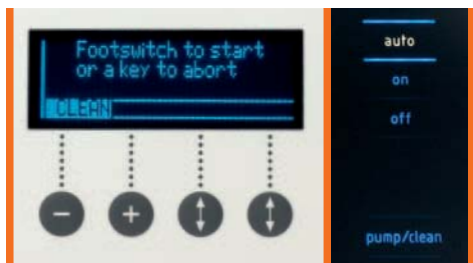 Footswitch to start
or a key to abort
CLEAN
auto
on
off
pump/clean